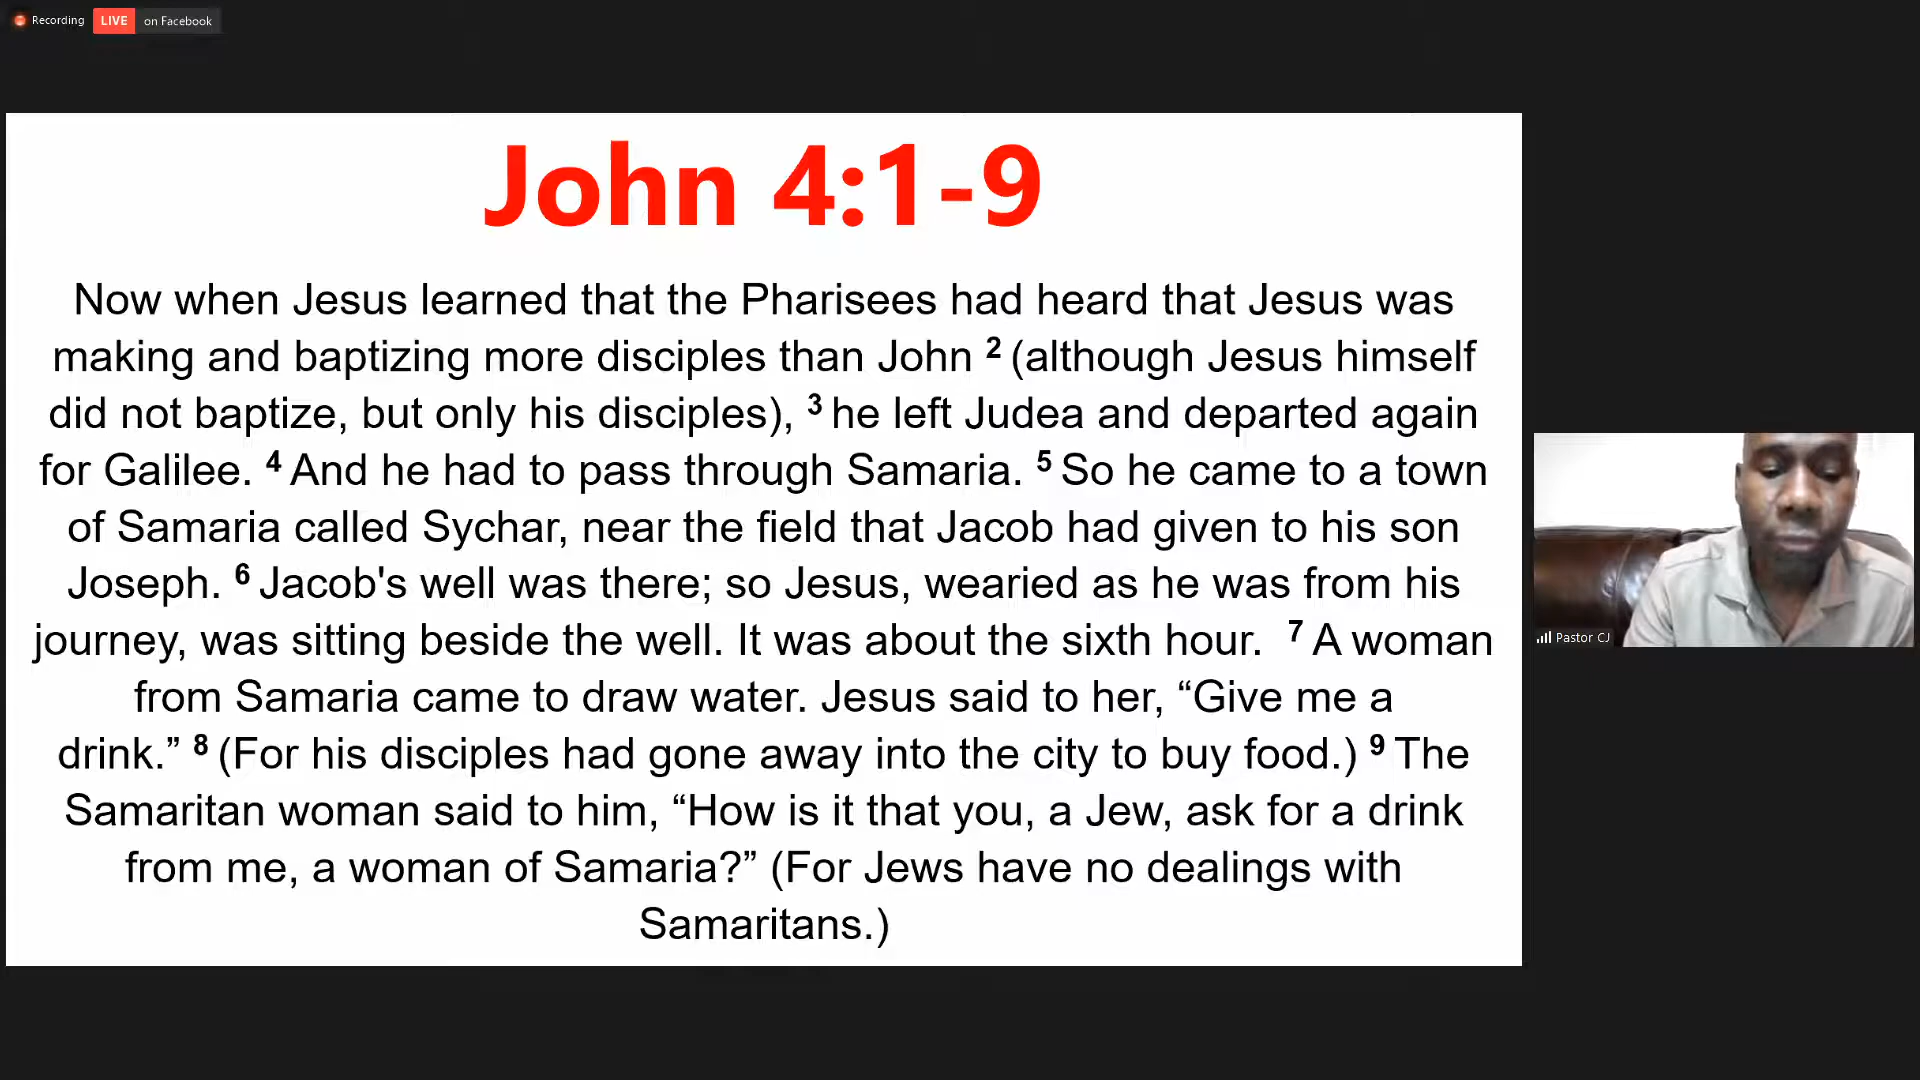 Recording LIVE on Facebook
John 4:1-9
Now when Jesus learned that the Pharisees had heard that Jesus was
making and baptizing more disciples than John 2 (although Jesus himself
did not baptize, but only his disciples), 3 he left Judea and departed again
for Galilee. 4 And he had to pass through Samaria. 5 So he came to a town
of Samaria called Sychar, near the field that Jacob had given to his son
Joseph. 6 Jacob's well was there; so Jesus, wearied as he was from his
journey, was sitting beside the well. It was about the sixth hour. 7 A woman
from Samaria came to draw water. Jesus said to her, “Give me a
drink.” 8 (For his disciples had gone away into the city to buy food.) 9 The
Samaritan woman said to him, “How is it that you, a Jew, ask for a drink
from me, a woman of Samaria?” (For Jews have no dealings with
Samaritans.)
Pastor CJ